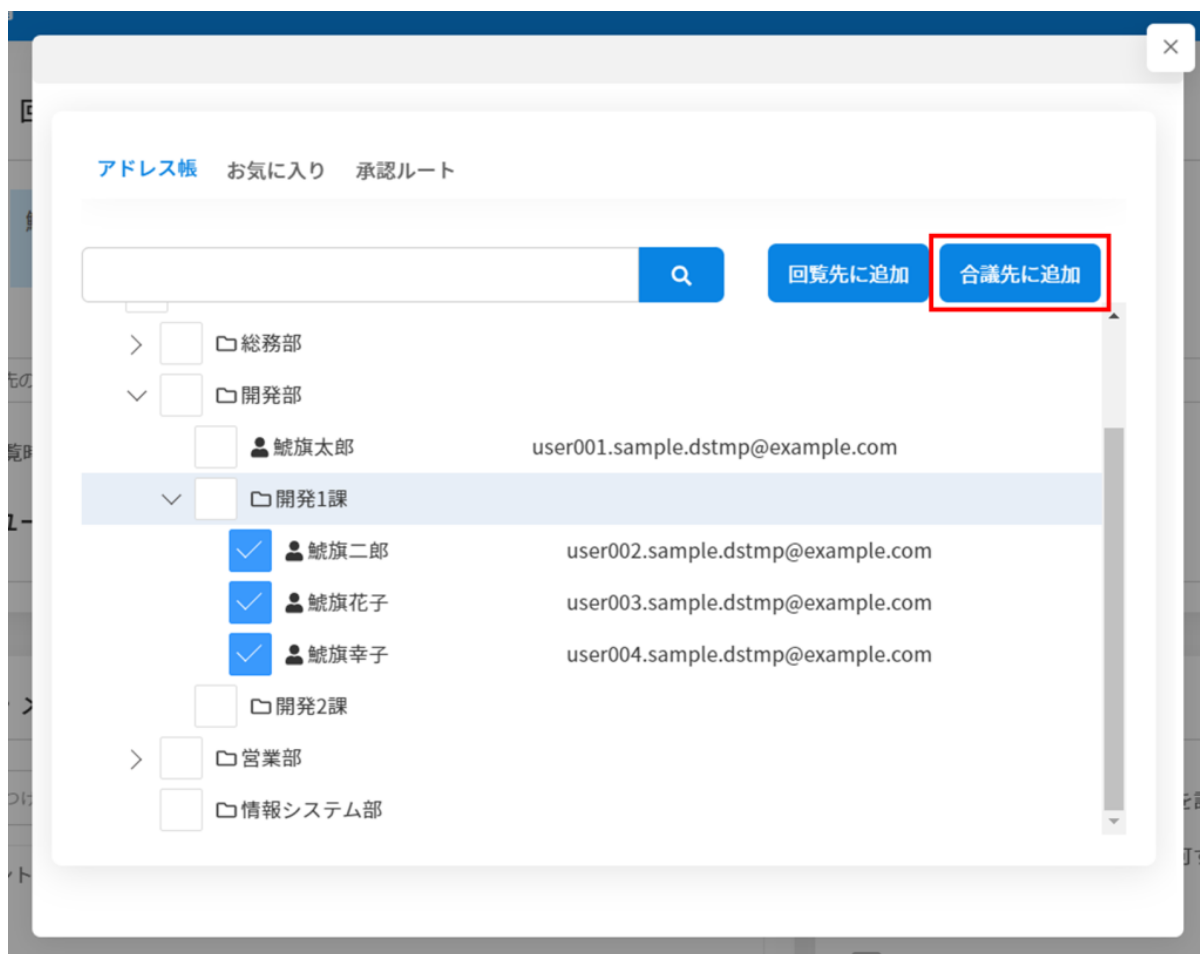 アドレス帳 お気に入り 承認ルート
回覧先に追加 合議先に追加
総務部
開発部
鯱旗太郎 user001.sample.dstmp@example.com
開発1課
鯱旗二郎 user002.sample.dstmp@example.com
鯱旗花子 user003.sample.dstmp@example.com
鯱旗幸子 user004.sample.dstmp@example.com
開発2課
営業部
情報システム部